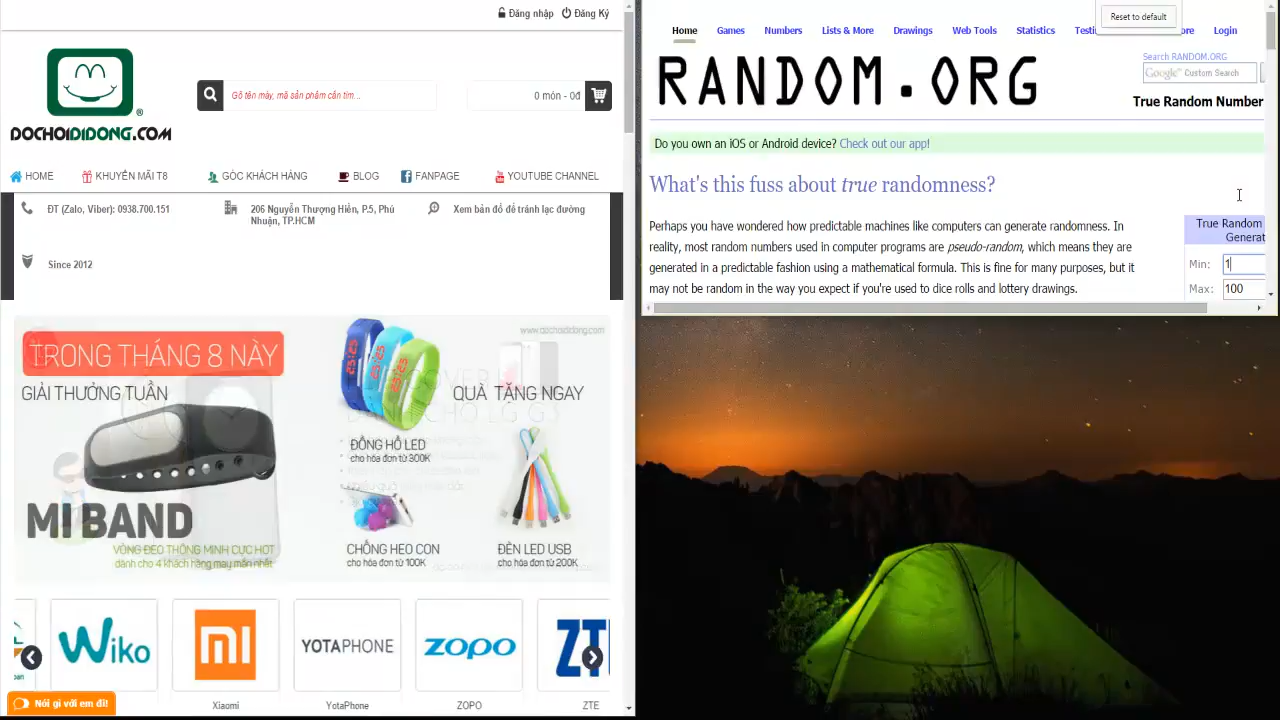 Đăng nhập Đăng Ký
DOCHOIDIDONG.COM
Gõ tên máy, mã sản phẩm cần tìm...
0 món - 0đ
HOME KHUYẾN MÃI T8 GÓC KHÁCH HÀNG BLOG FANPAGE YOUTUBE CHANNEL
ĐT (Zalo, Viber): 0938.700.151
206 Nguyễn Thượng Hiền, P.5, Phú
Nhuận, TP.HCM
Xem bản đồ để tránh lạc đường
Since 2012
www.dochoididong.com
TRONG THÁNG 8 NÀY
GIẢI THƯỞNG TUẦN
QUÀ TẶNG NGAY
ĐỒNG HỒ LED
cho hóa đơn từ 300K
MI BAND
VÒNG ĐEO THÔNG MINH CỰC HOT
dành cho 4 khách hàng may mắn nhất
CHỐNG HEO CON
cho hóa đơn từ 100K
ĐÈN LED USB
cho hóa đơn từ 200K
Wiko
MI
YOTAPHONE
ZOPO
Xiaomi
YotaPhone
ZOPO
ZTE
Nói gì với em đi!
Reset to default
Home Games Numbers Lists & More Drawings Web Tools Statistics Login
RANDOM.ORG
Search RANDOM.ORG
Google Custom Search
True Random Number
Do you own an iOS or Android device? Check out our app!
What's this fuss about true randomness?
Perhaps you have wondered how predictable machines like computers can generate randomness. In
reality, most random numbers used in computer programs are pseudo-random, which means they are
generated in a predictable fashion using a mathematical formula. This is fine for many purposes, but it
may not be random in the way you expect if you're used to dice rolls and lottery drawings.
True Random
Generat
Min: 1
Max: 100